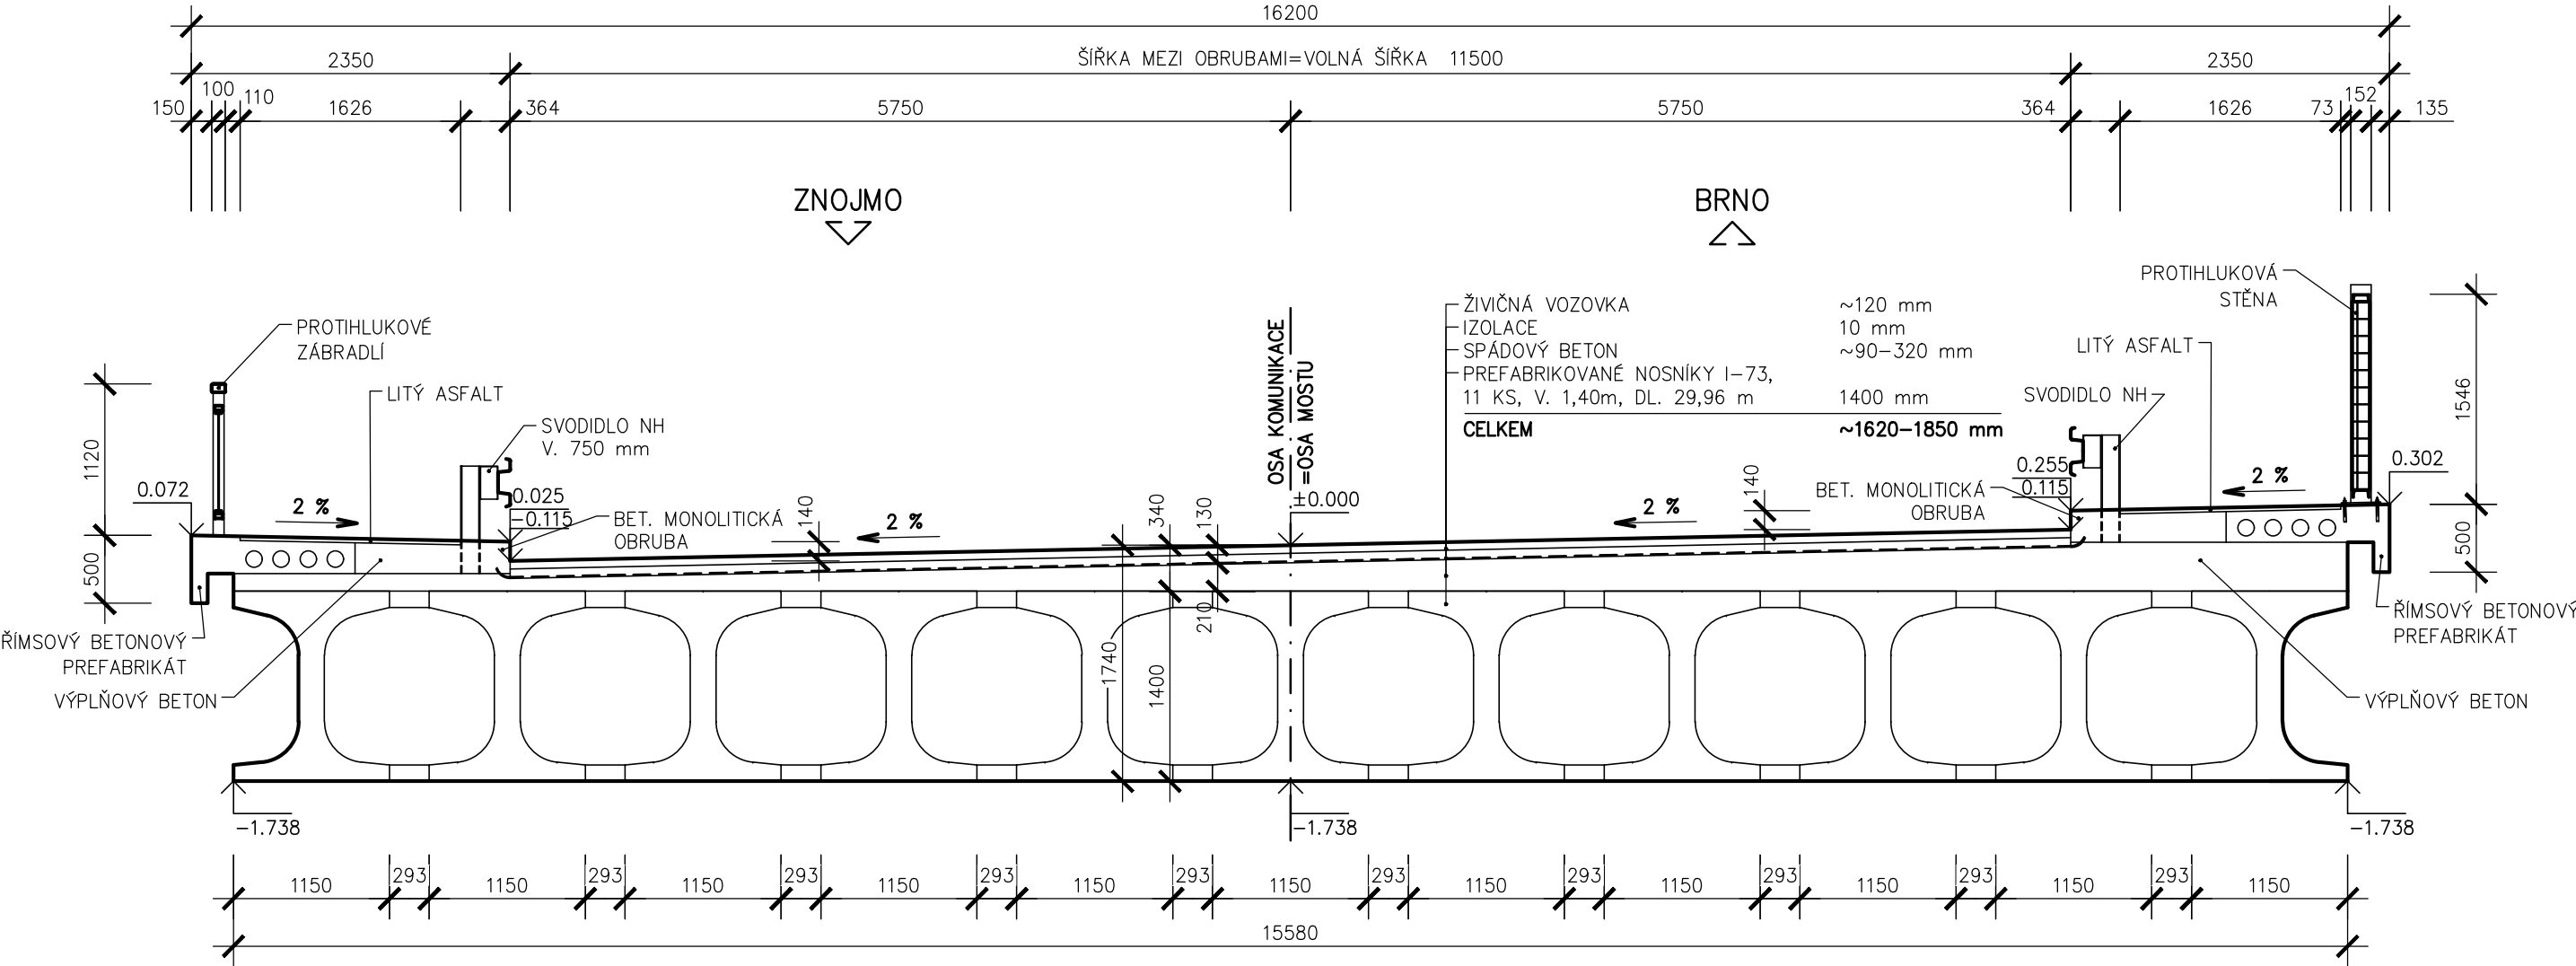 16200
2350
ŠÍŘKA MEZI OBRUBAMI=VOLNÁ ŠÍŘKA 11500
2350
150
100
110
1626
364
5750
5750
364
1626
73
152
135
ZNOJMO
BRNO
PROTIHLUKOVÉ
ZÁBRADLÍ
LITÝ ASFALT
SVODIDLO NH
V. 750 mm
OSA KOMUNIKACE
=OSA MOSTU
ŽIVIČNÁ VOZOVKA ~120 mm
IZOLACE 10 mm
SPÁDOVÝ BETON ~90-320 mm
PREFABRIKOVANÉ NOSNÍKY I-73,
11 KS, V. 1,40m, DL. 29,96 m 1400 mm
CELKEM ~1620-1850 mm
PROTIHLUKOVÁ
STĚNA
LITÝ ASFALT
SVODIDLO NH
1120
500
0.072
2 %
0.025
-0.115
BET. MONOLITICKÁ
OBRUBA
140
2 %
340
130
±0.000
2 %
140
BET. MONOLITICKÁ
OBRUBA
0.255
0.115
2 %
0.302
1546
500
ŘÍMSOVÝ BETONOVÝ
PREFABRIKÁT
VÝPLŇOVÝ BETON
1740
1400
210
ŘÍMSOVÝ BETONOVÝ
PREFABRIKÁT
VÝPLŇOVÝ BETON
-1.738
-1.738
-1.738
1150 293 1150 293 1150 293 1150 293 1150 293 1150 293 1150 293 1150 293 1150 293 1150 293 1150
15580